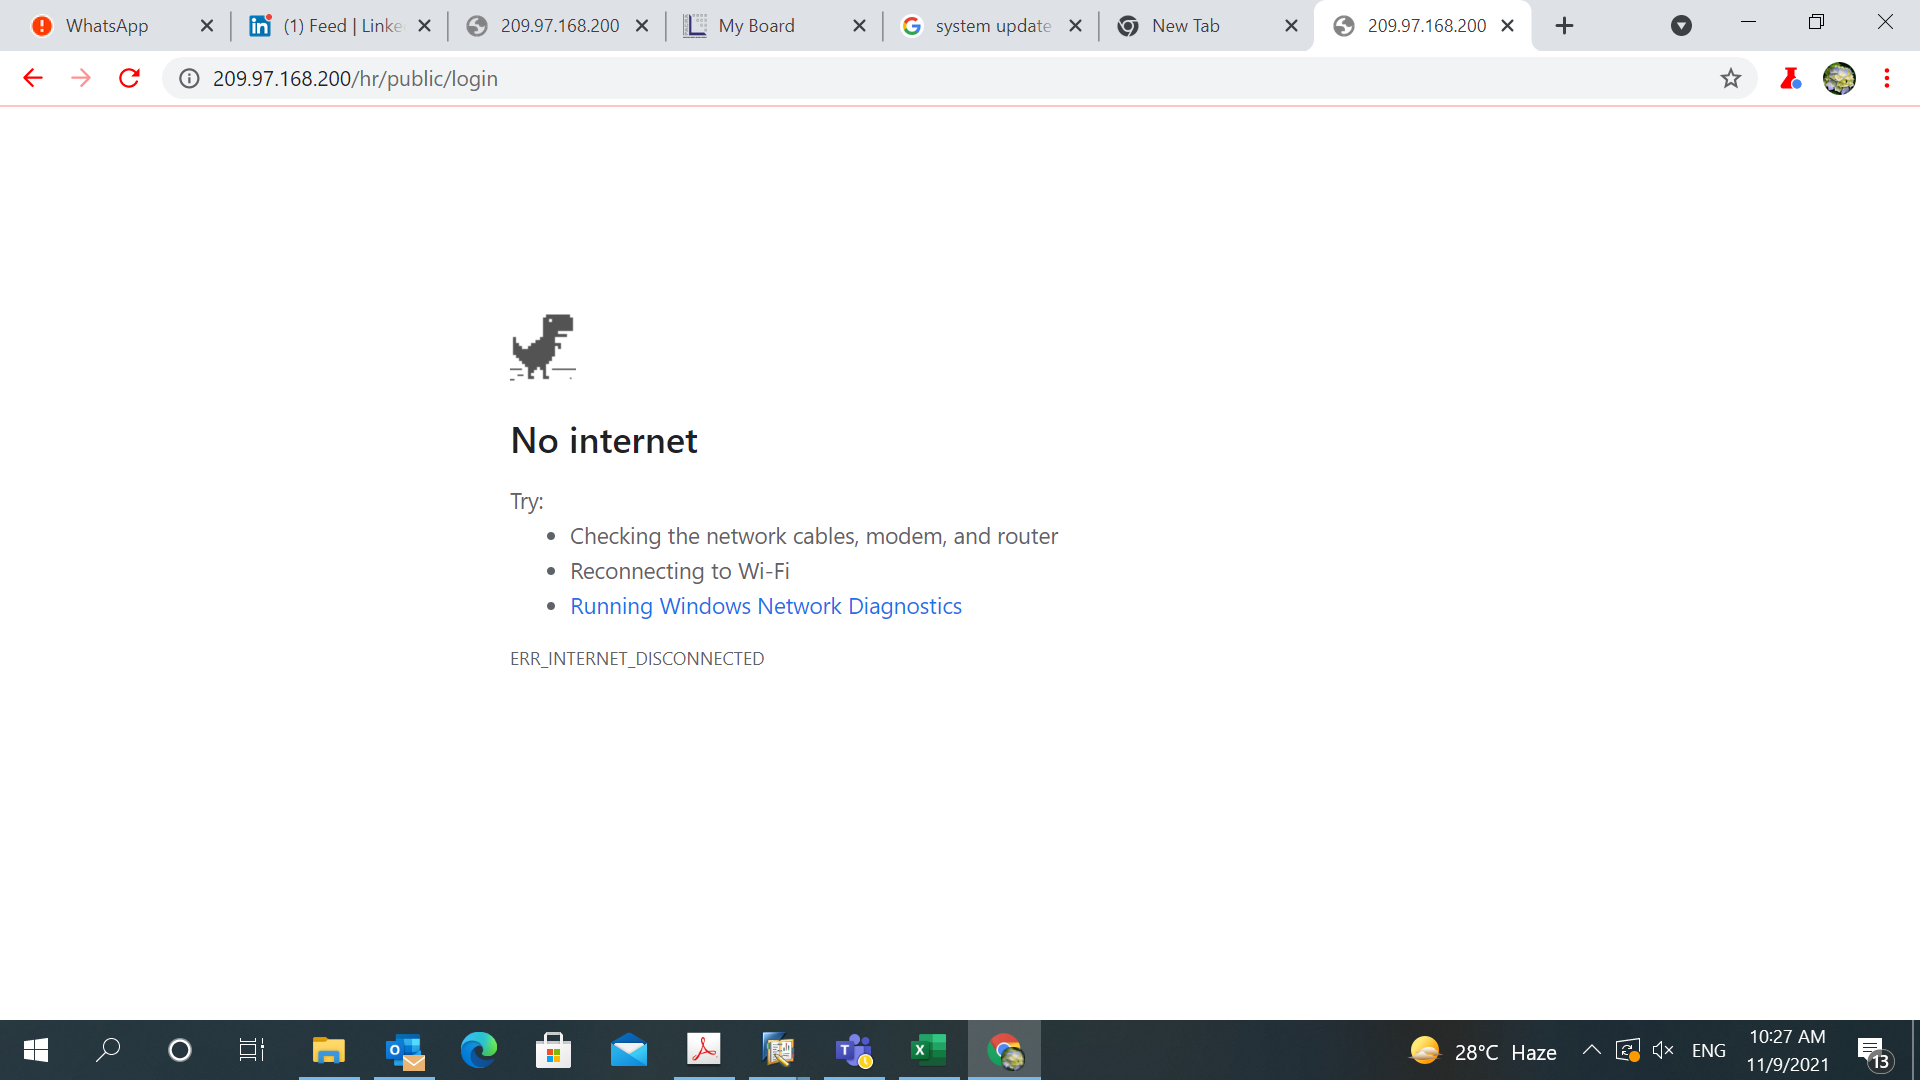 WhatsApp
(1) Feed | Linke
209.97.168.200
My Board
system update
New Tab
209.97.168.200
209.97.168.200/hr/public/login
No internet
Try:
Checking the network cables, modem, and router
Reconnecting to Wi-Fi
Running Windows Network Diagnostics
ERR_INTERNET_DISCONNECTED
28°C Haze
ENG
10:27 AM
11/9/2021
13